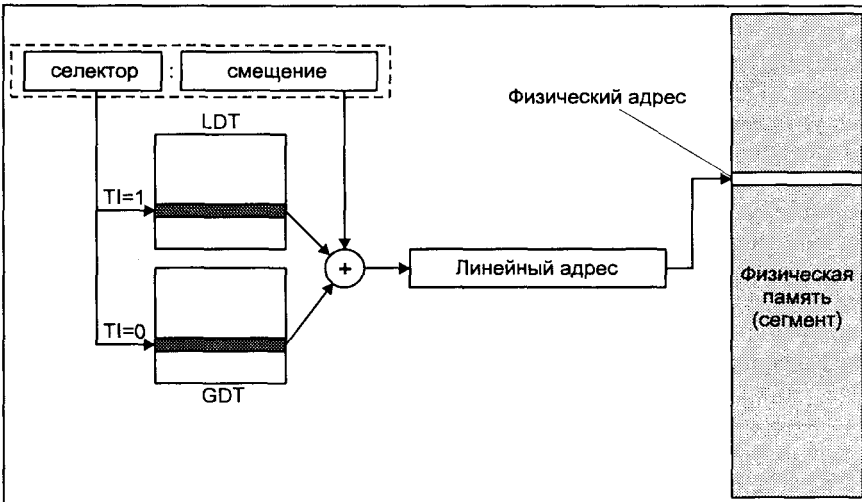 селектор : смещение
Физический адрес
LDT
TI=1
+
Линейный адрес
Физическая
память
(сегмент)
TI=0
GDT